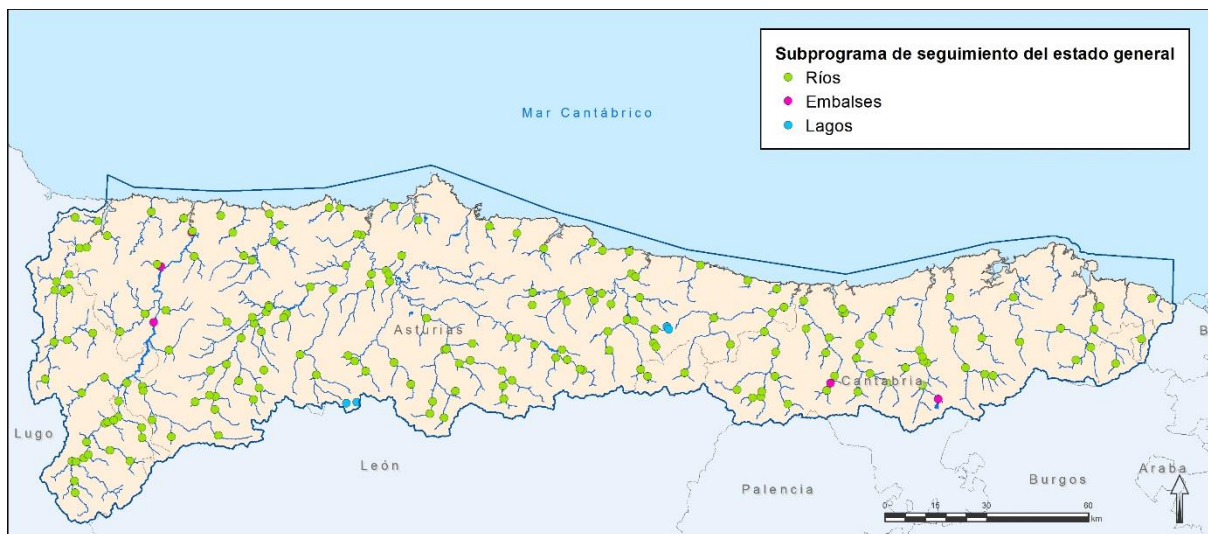 Subprograma de seguimiento del estado general
Ríos
Embalses
Lagos
Mar Cantábrico
Asturias
Cantabria
B
Lugo
León
Palencia
Burgos
Araba
0 15 30 60
km